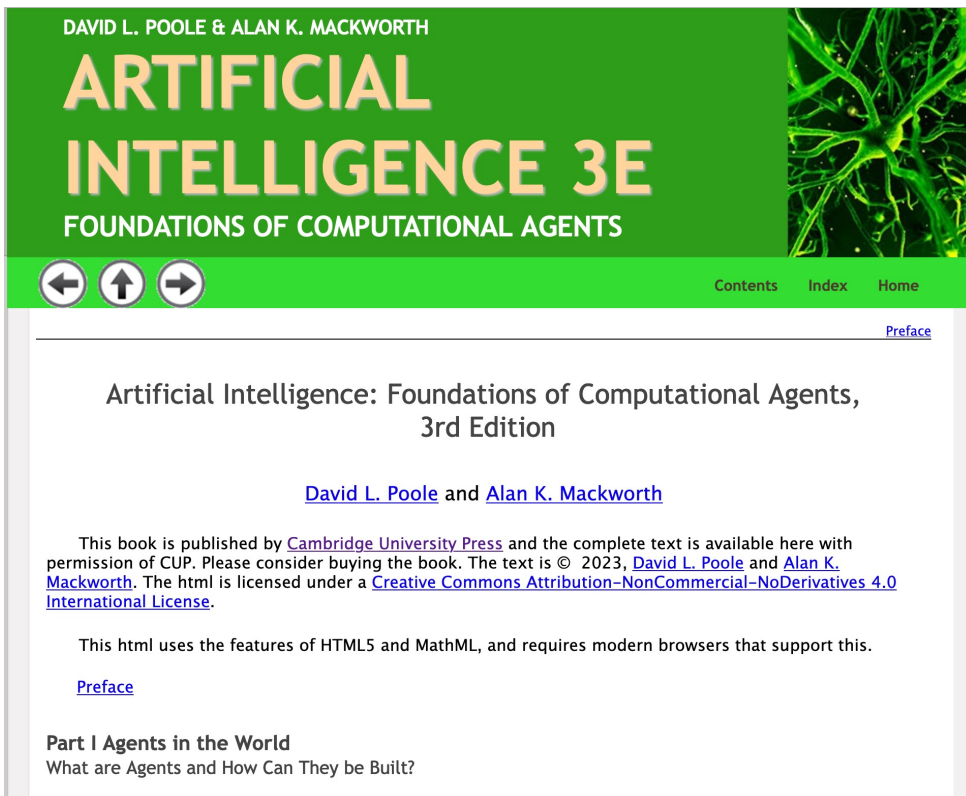 DAVID L. POOLE & ALAN K. MACKWORTH
ARTIFICIAL
INTELLIGENCE 3E
FOUNDATIONS OF COMPUTATIONAL AGENTS
Contents Index Home
Preface
Artificial Intelligence: Foundations of Computational Agents,
3rd Edition
David L. Poole and Alan K. Mackworth
This book is published by Cambridge University Press and the complete text is available here with
permission of CUP. Please consider buying the book. The text is © 2023, David L. Poole and Alan K.
Mackworth. The html is licensed under a Creative Commons Attribution-NonCommercial-NoDerivatives 4.0
International License.
This html uses the features of HTML5 and MathML, and requires modern browsers that support this.
Preface
Part I Agents in the World
What are Agents and How Can They be Built?